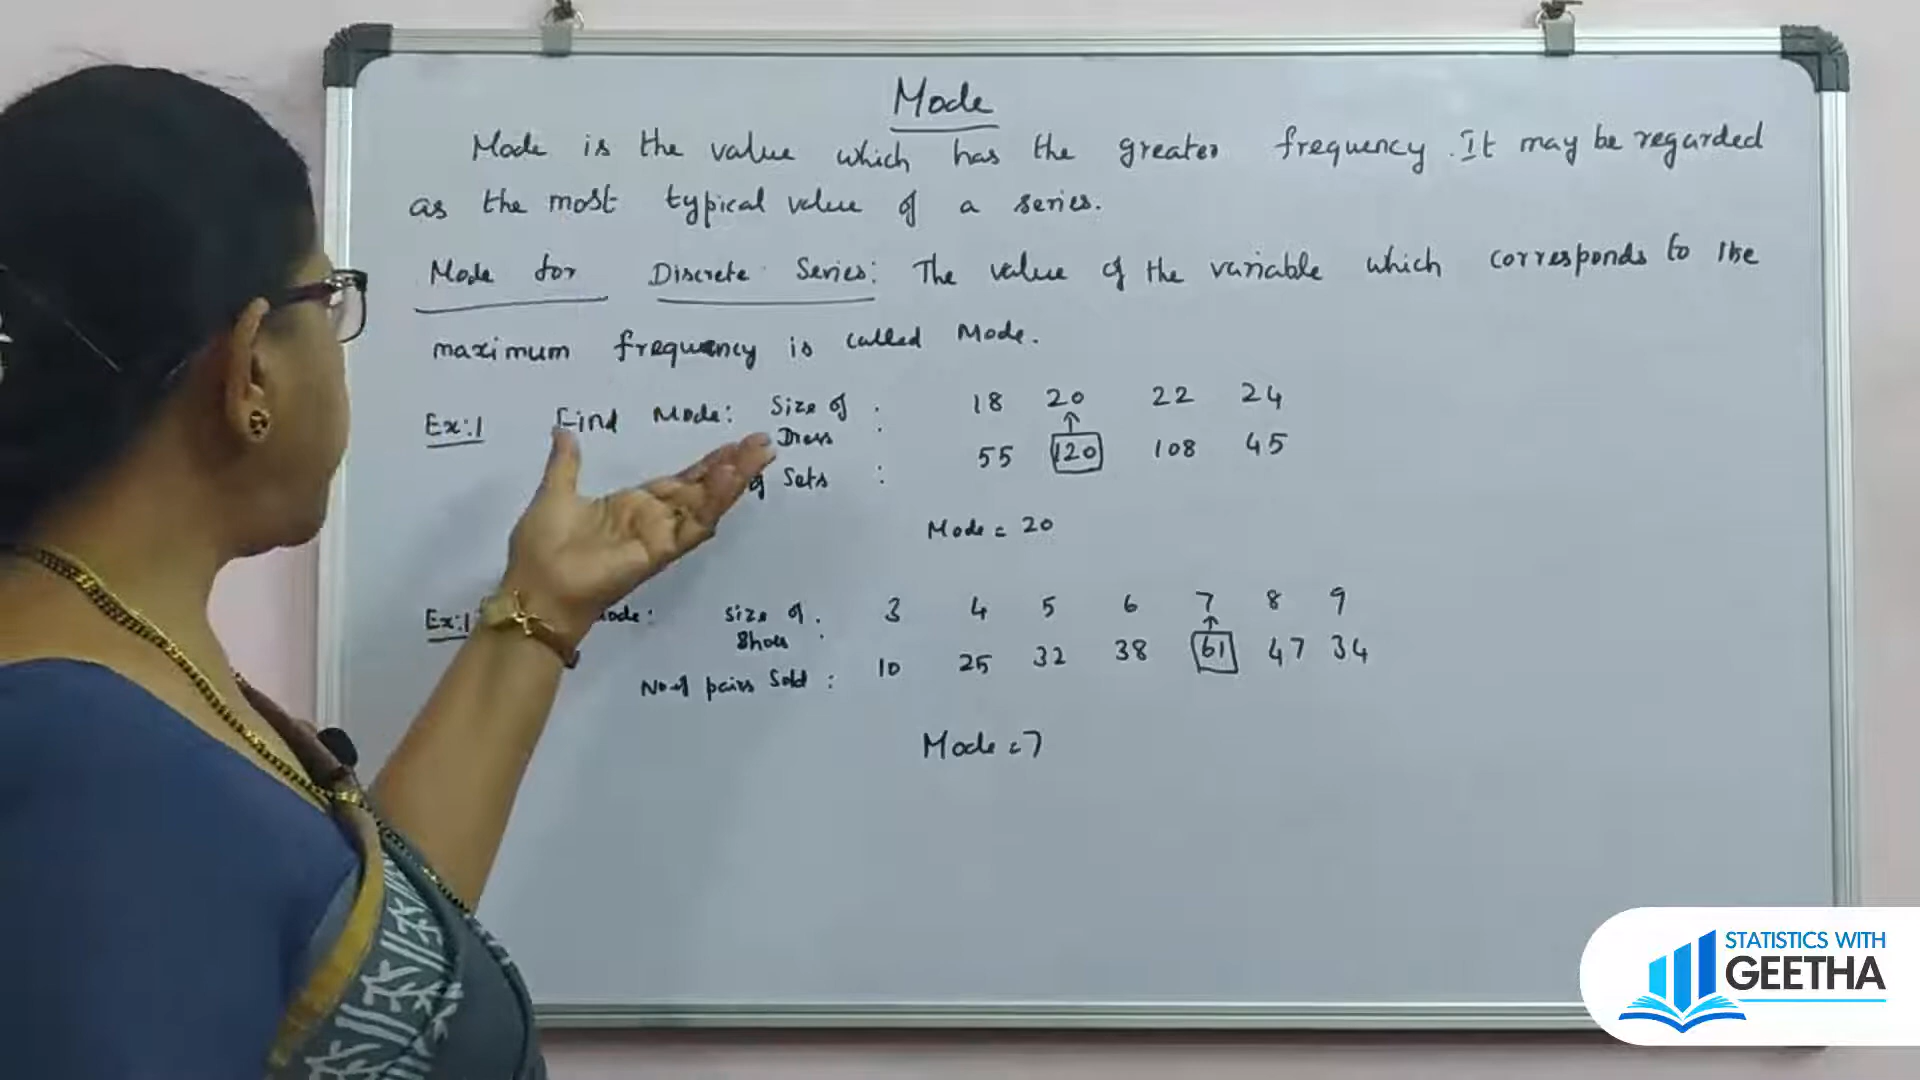 Mode
Mode is the value which has the greater frequency. It may be regarded
as the most typical value of a series.
Mode for Discrete Series: The value of the variable which corresponds to the
maximum frequency is called Mode.
Ex:1 Find Mode: Size of Dress : 18 20 22 24
of Sets : 55 120 108 45
Mode = 20
Ex:1 Size of Shoes : 3 4 5 6 7 8 9
No of pairs Sold : 10 25 32 38 61 47 34
Mode = 7
STATISTICS WITH
GEETHA